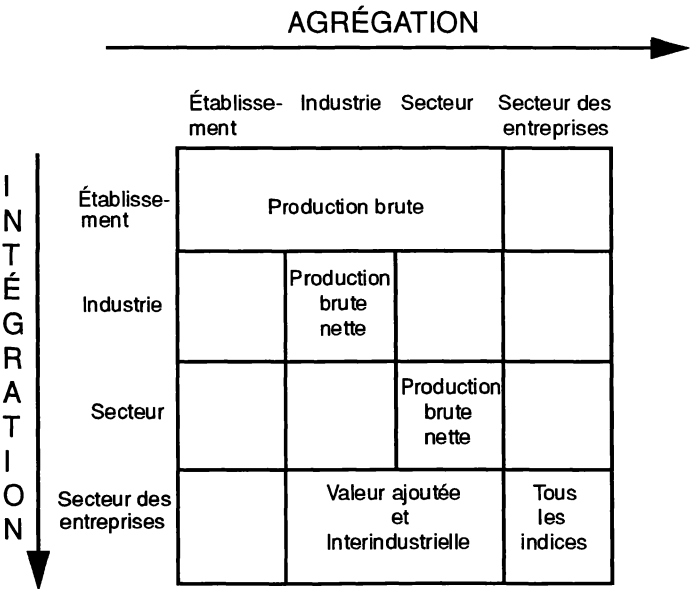 AGRÉGATION
Établisse-
ment
Industrie
Secteur
Secteur des
entreprises
INTÉGRATION
Établisse-
ment
Production brute
Industrie
Production
brute
nette
Secteur
Production
brute
nette
Secteur des
entreprises
Valeur ajoutée
et
Interindustrielle
Tous
les
indices